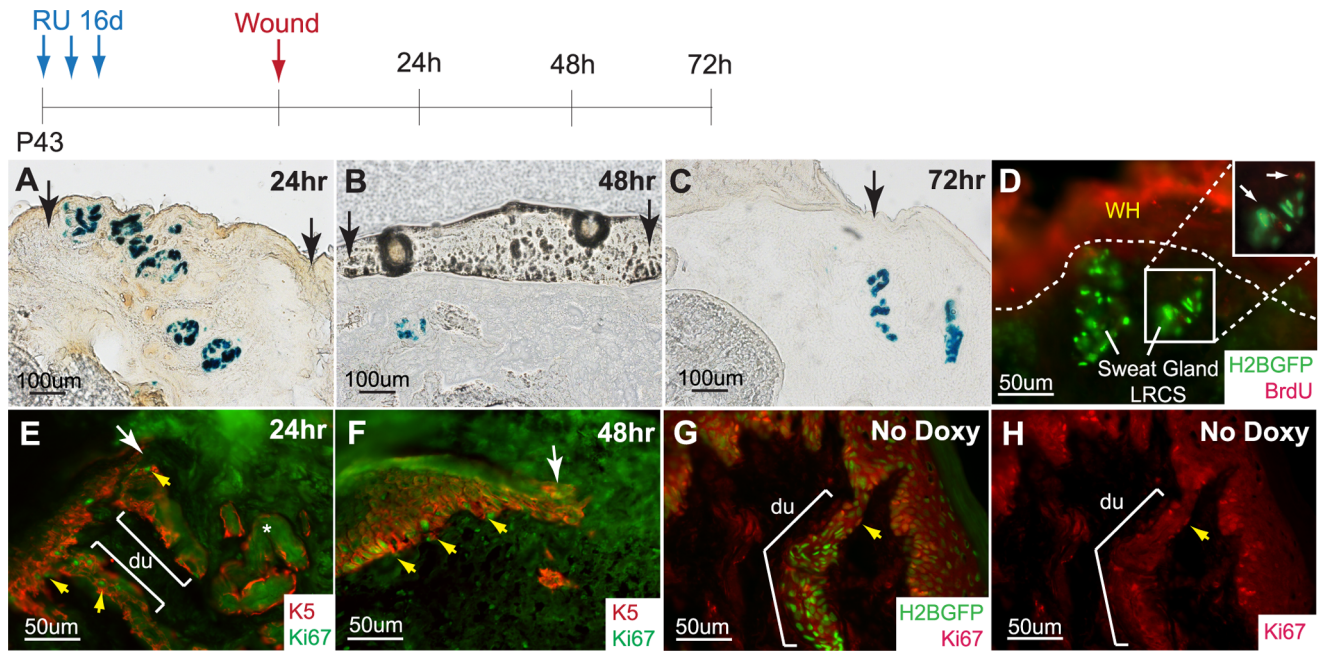 RU 16d
Wound
24h
48h
72h
P43
A
24hr
100um
B
48hr
100um
C
72hr
100um
D
WH
Sweat Gland
LRCS
50um
H2BGFP
BrdU
E
24hr
du
*
50um
K5
Ki67
F
48hr
50um
K5
Ki67
G
No Doxy
du
50um
H2BGFP
Ki67
H
No Doxy
du
50um
Ki67